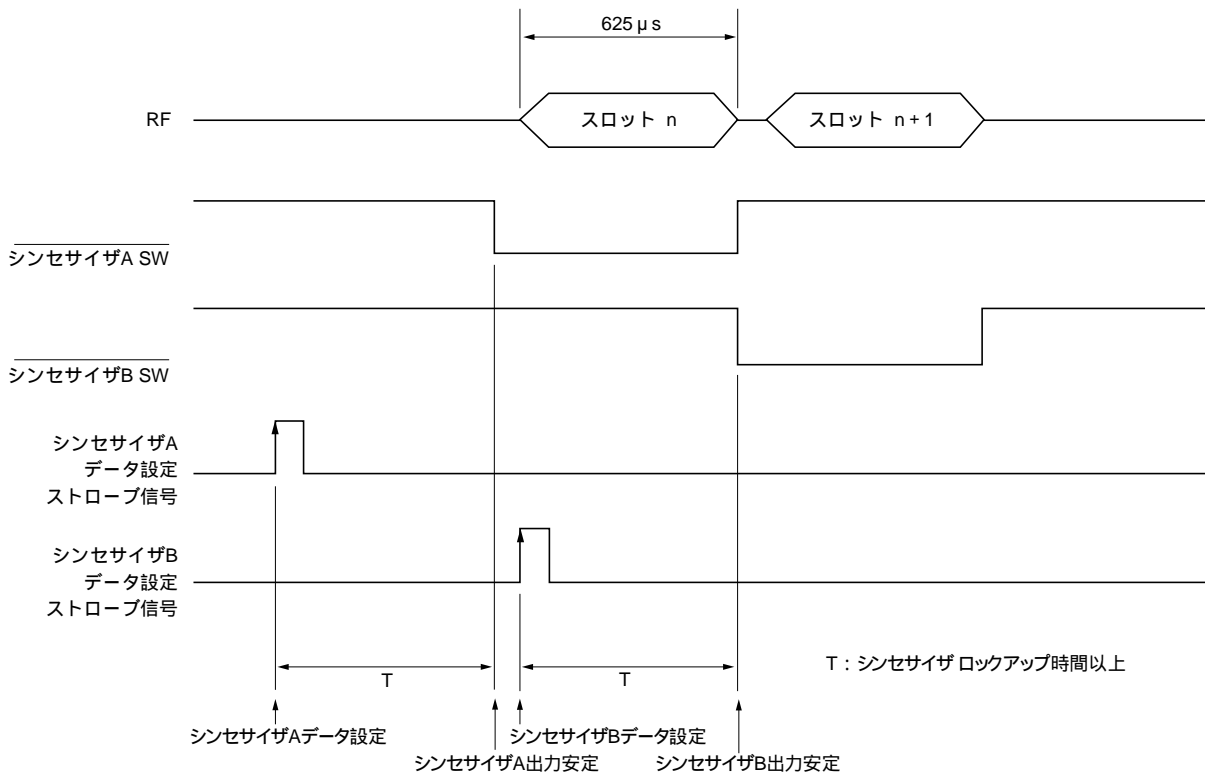 625 μs
RF
スロット n
スロット n + 1
シンセサイザA SW
シンセサイザB SW
シンセサイザA
データ設定
ストローブ信号
シンセサイザB
データ設定
ストローブ信号
T
T
T : シンセサイザ ロックアップ時間以上
シンセサイザAデータ設定
シンセサイザBデータ設定
シンセサイザA出力安定
シンセサイザB出力安定